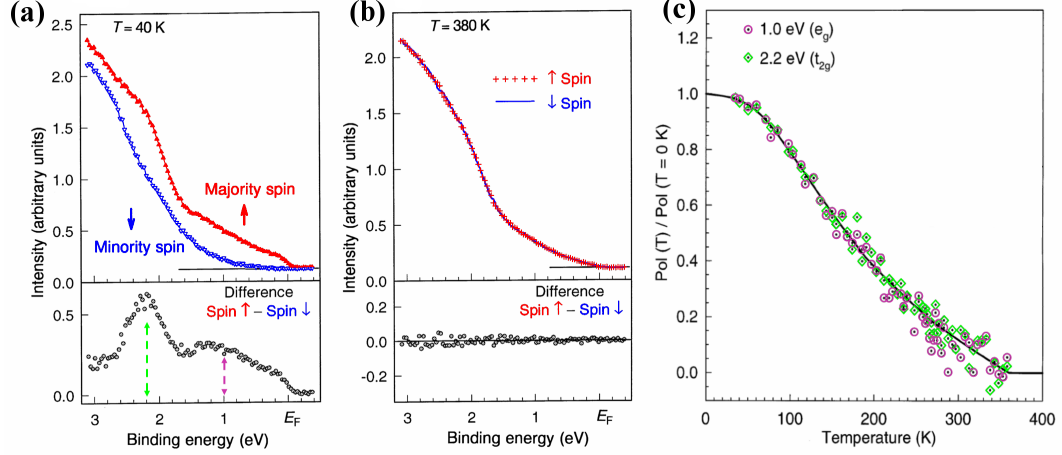 (a)
T = 40 K
2.5
2.0
1.5
1.0
0.5
0.0
Intensity (arbitrary units)
Majority spin
↑
↓
Minority spin
Difference
Spin ↑ – Spin ↓
0.5
0.0
3
2
1
E_F
Binding energy (eV)
(b)
T = 380 K
↑ Spin
↓ Spin
2.0
1.5
1.0
0.5
0.0
Intensity (arbitrary units)
Difference
Spin ↑ – Spin ↓
0.2
0.0
-0.2
3
2
1
E_F
Binding energy (eV)
(c)
1.0 eV (e_g)
2.2 eV (t_2g)
1.2
1.0
0.8
0.6
0.4
0.2
0.0
Pol (T) / Pol (T = 0 K)
0
100
200
300
400
Temperature (K)